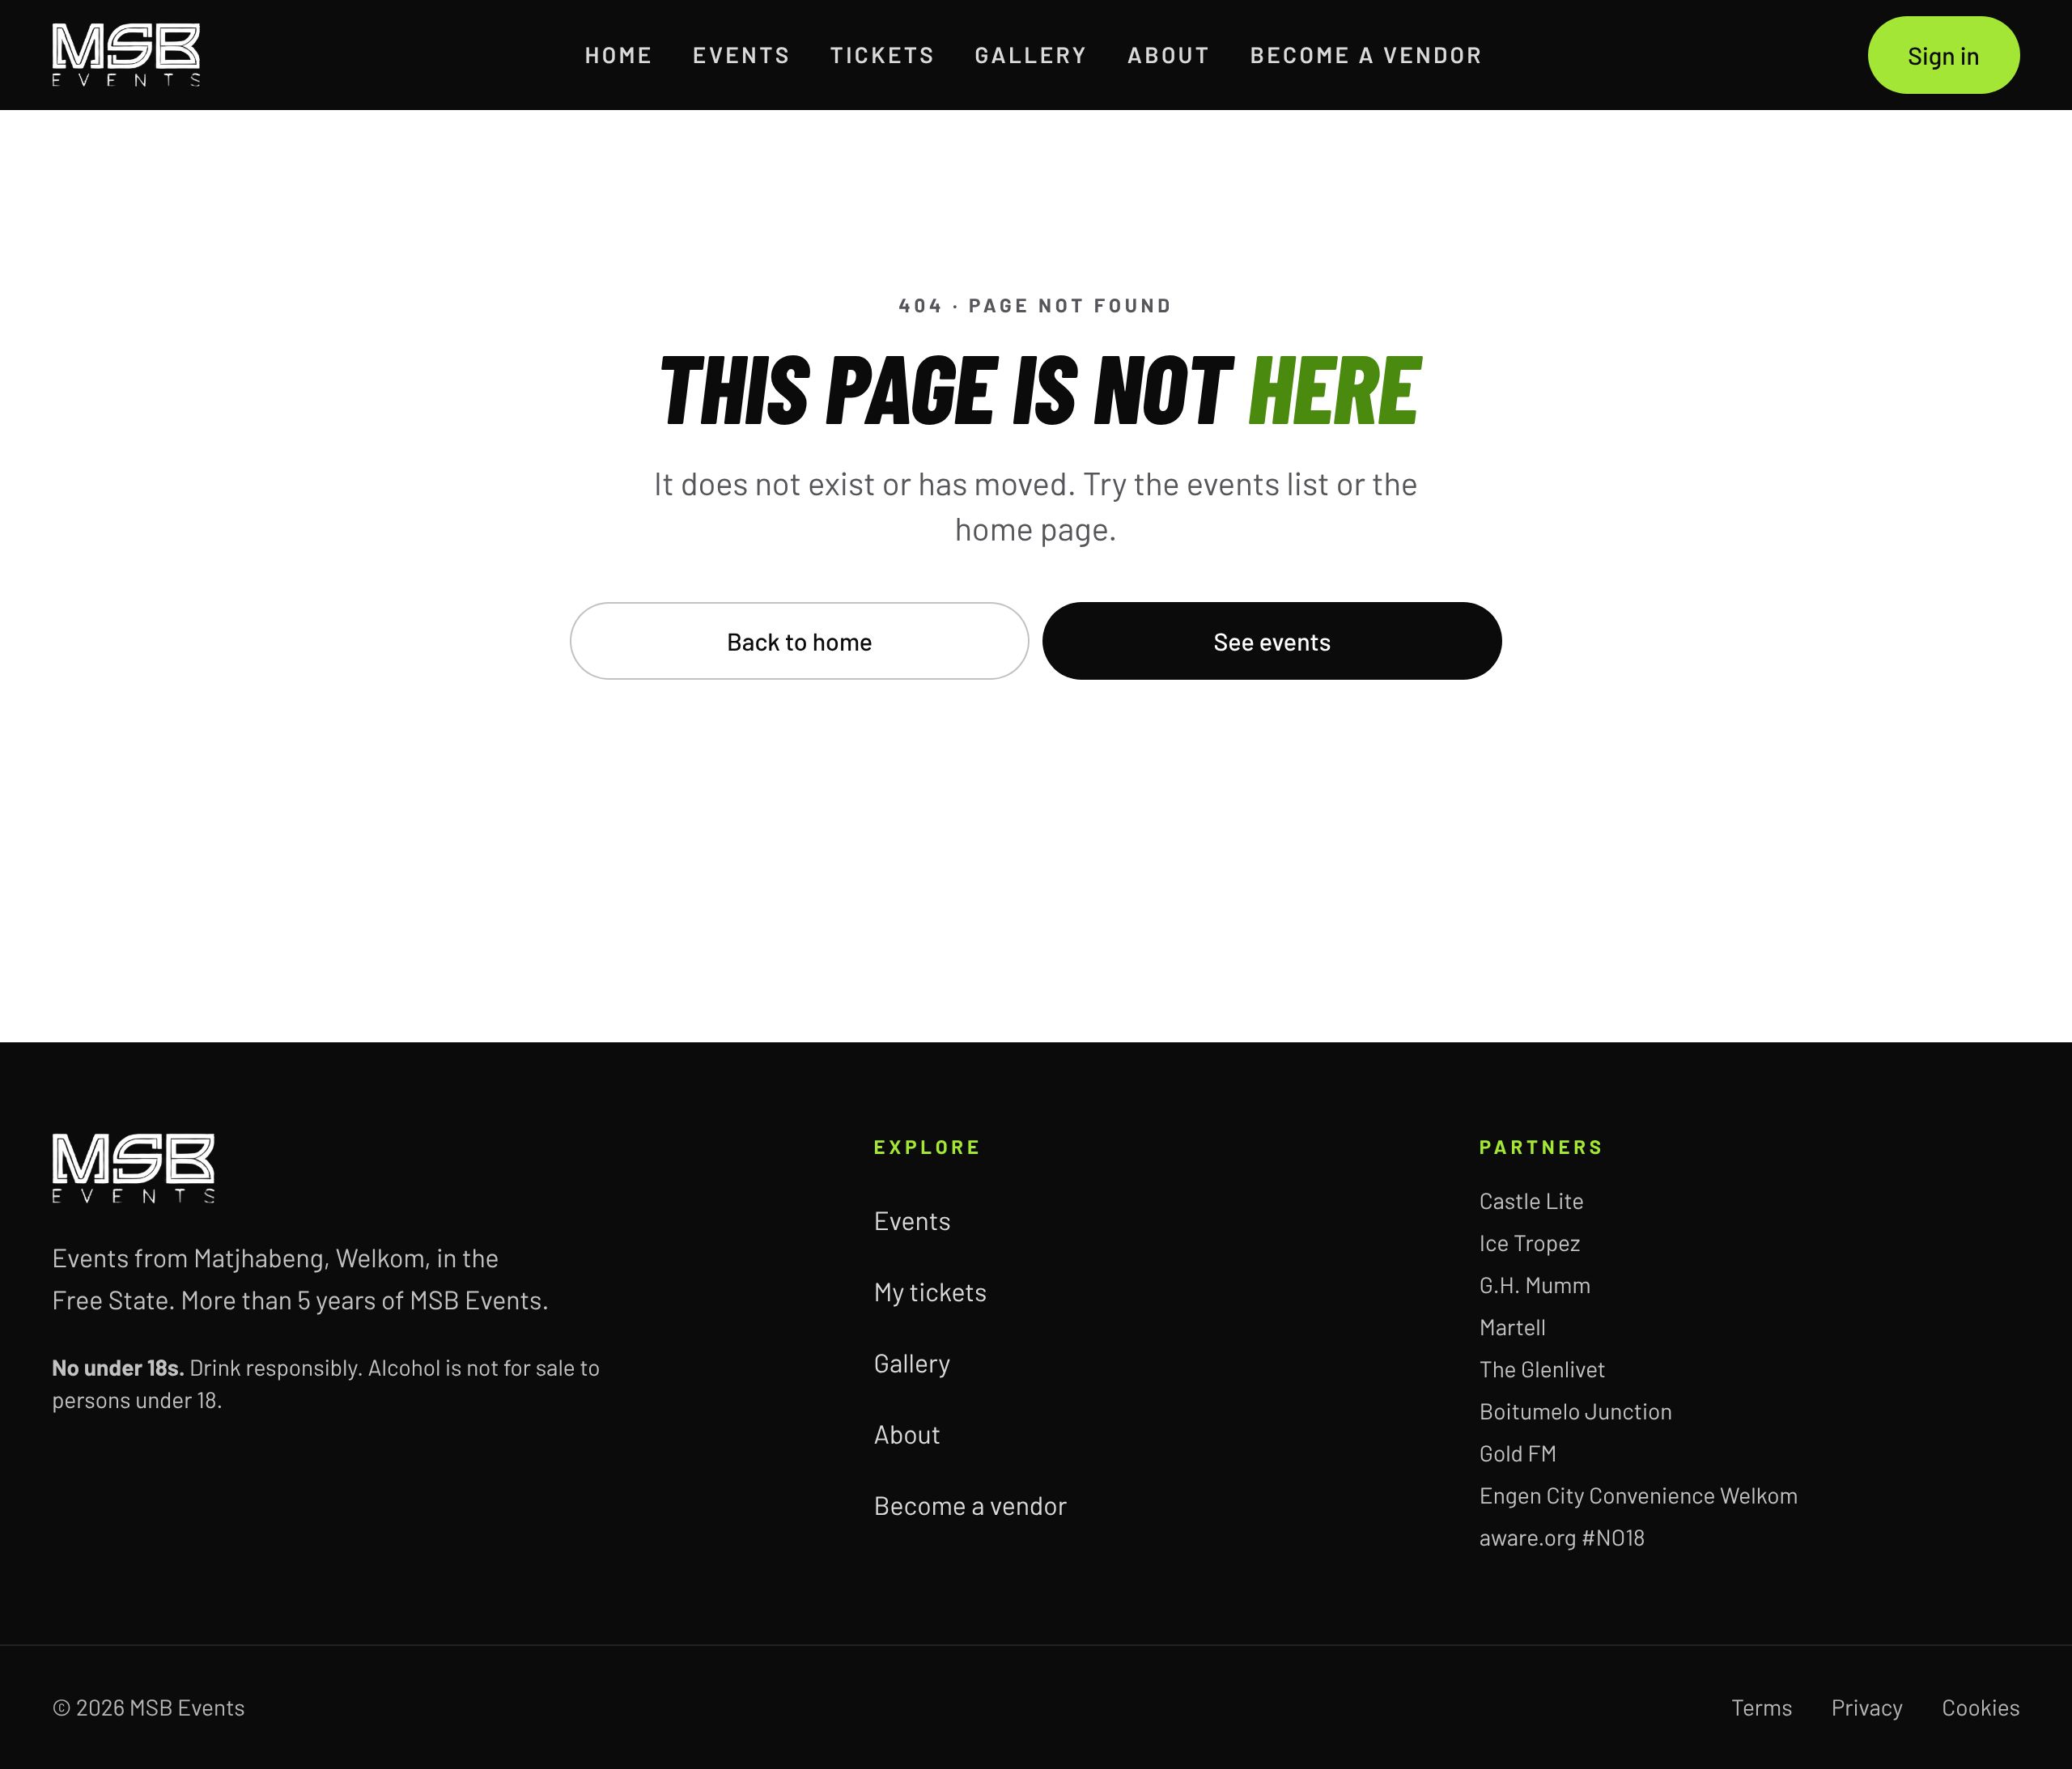 MSB
EVENTS
HOME EVENTS TICKETS GALLERY ABOUT BECOME A VENDOR
Sign in
404 · PAGE NOT FOUND
THIS PAGE IS NOT HERE
It does not exist or has moved. Try the events list or the
home page.
Back to home
See events
MSB
EVENTS
Events from Matjhabeng, Welkom, in the
Free State. More than 5 years of MSB Events.
No under 18s. Drink responsibly. Alcohol is not for sale to
persons under 18.
EXPLORE
Events
My tickets
Gallery
About
Become a vendor
PARTNERS
Castle Lite
Ice Tropez
G.H. Mumm
Martell
The Glenlivet
Boitumelo Junction
Gold FM
Engen City Convenience Welkom
aware.org #NO18
© 2026 MSB Events
Terms Privacy Cookies